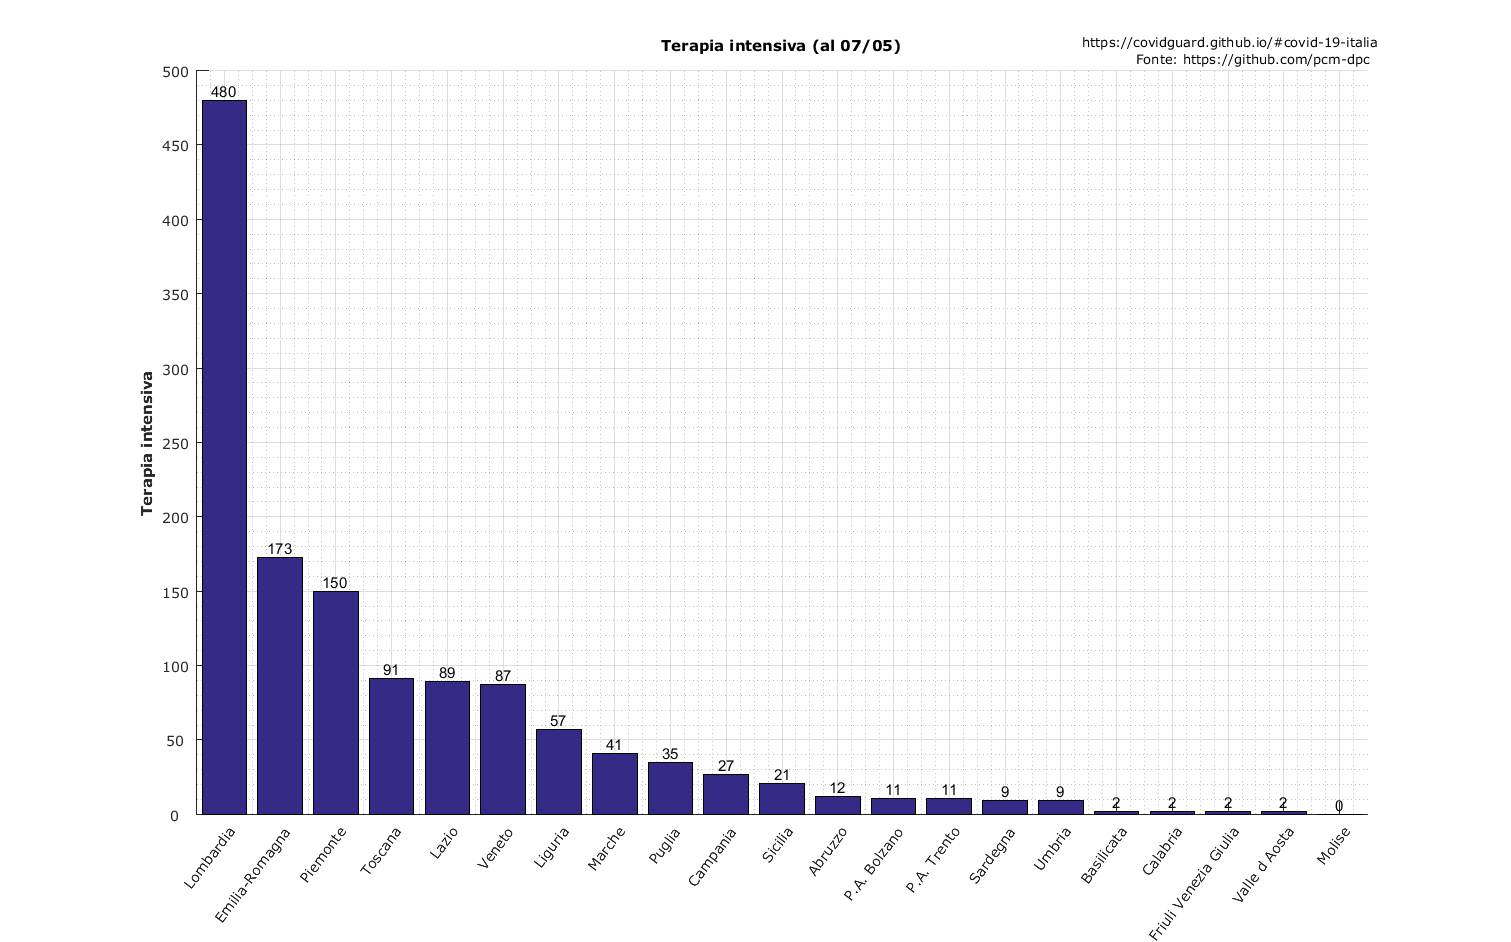 Terapia intensiva (al 07/05)
https://covidguard.github.io/#covid-19-italia
Fonte: https://github.com/pcm-dpc
Terapia intensiva
500
450
400
350
300
250
200
150
100
50
0
480
173
150
91
89
87
57
41
35
27
21
12
11
11
9
9
2
2
2
2
0
Lombardia
Emilia-Romagna
Piemonte
Toscana
Lazio
Veneto
Liguria
Marche
Puglia
Campania
Sicilia
Abruzzo
P.A. Bolzano
P.A. Trento
Sardegna
Umbria
Basilicata
Calabria
Friuli Venezia Giulia
Valle d Aosta
Molise